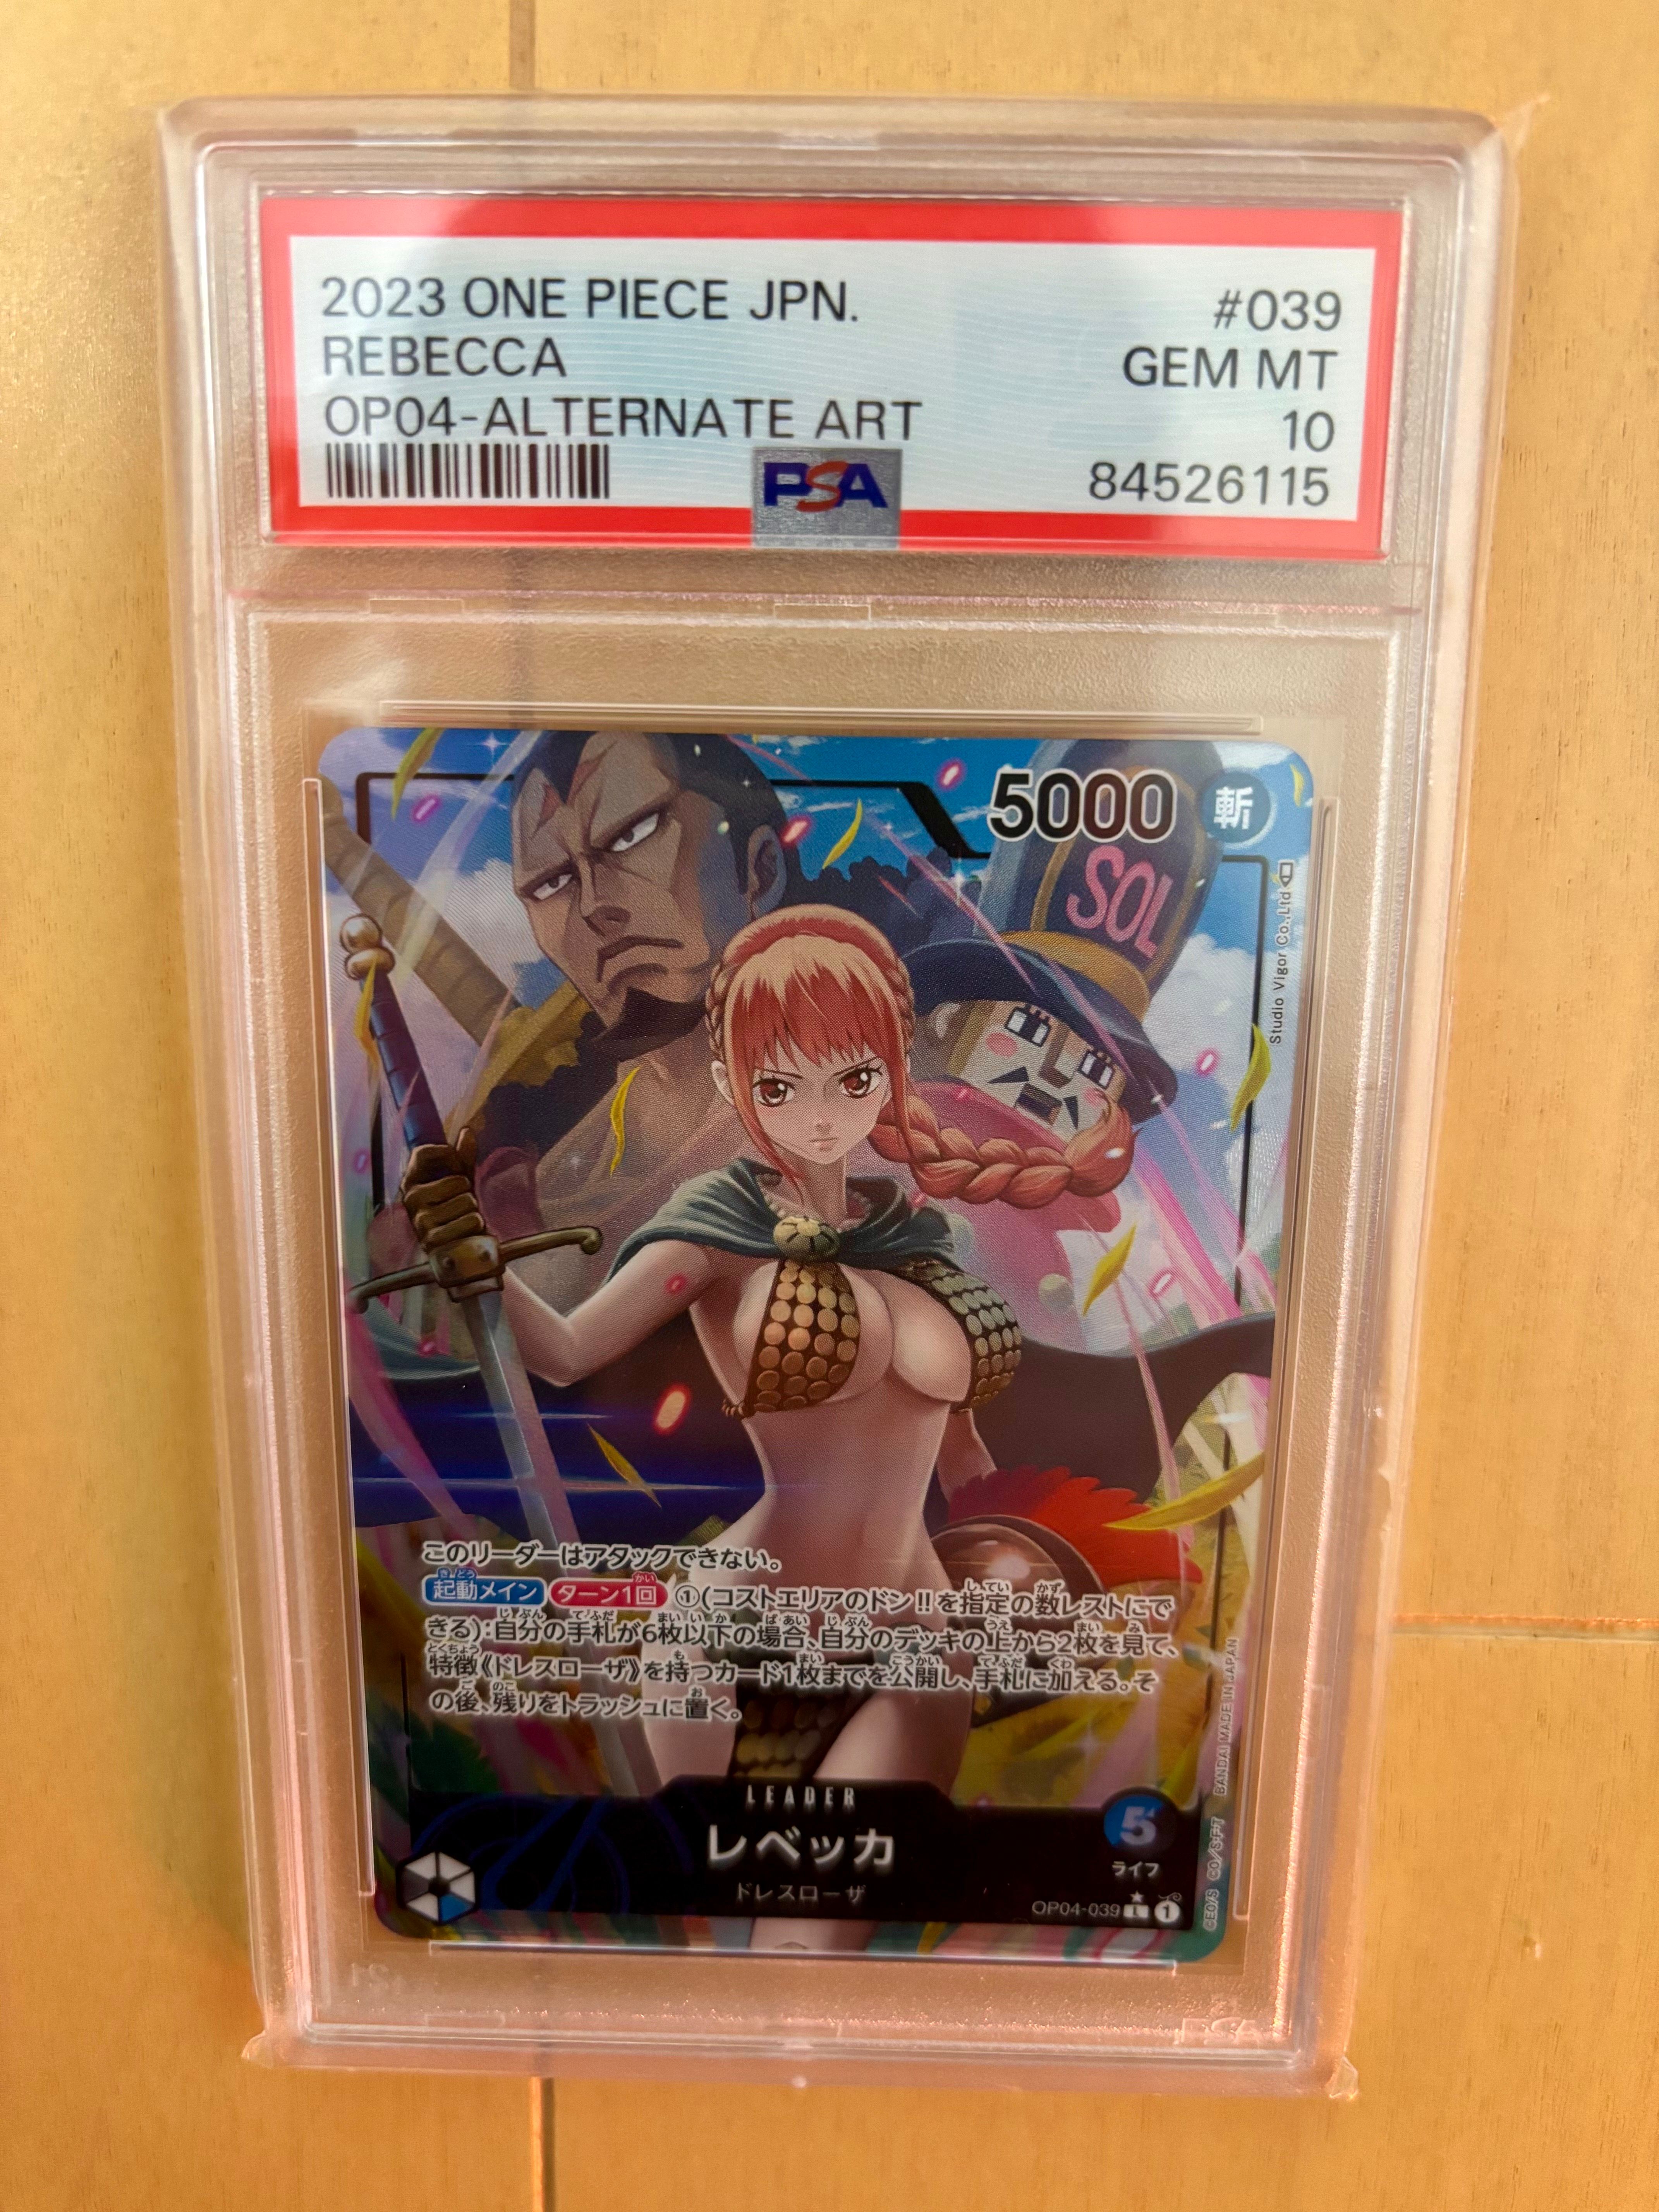 2023 ONE PIECE JPN. #039
REBECCA GEM MT
OP04-ALTERNATE ART 10
PSA 84526115
5000 斬
SOL
Studio Vigor Co.,Ltd
このリーダーはアタックできない。
起動メイン ターン1回 ①(コストエリアのドン!!を指定の数レストにで
きる):自分の手札が6枚以下の場合、自分のデッキの上から2枚を見て、
特徴《ドレスローザ》を持つカード1枚までを公開し、手札に加える。そ
の後、残りをトラッシュに置く。
LEADER
レベッカ
5
ライフ
ドレスローザ
OP04-039 L 1
©EO/S ©O/S・F・T BANDAI MADE IN JAPAN